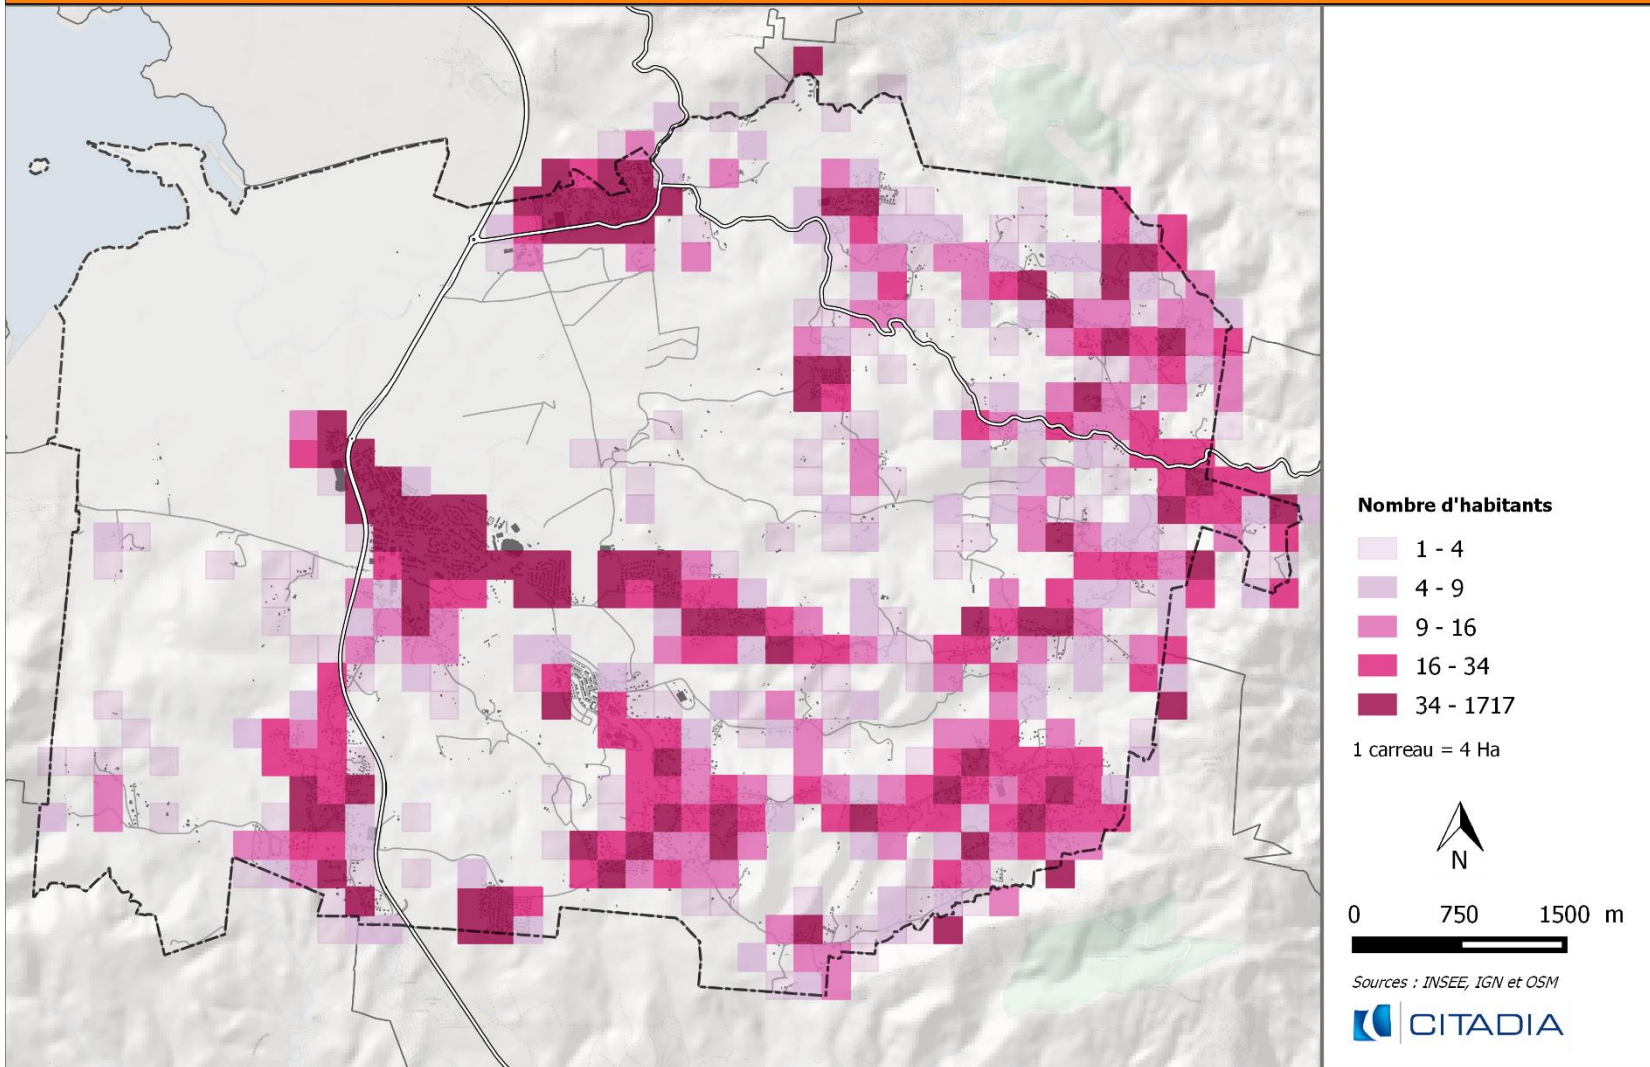 Nombre d'habitants
1 - 4
4 - 9
9 - 16
16 - 34
34 - 1717
1 carreau = 4 Ha
N
0 750 1500 m
Sources : INSEE, IGN et OSM
CITADIA